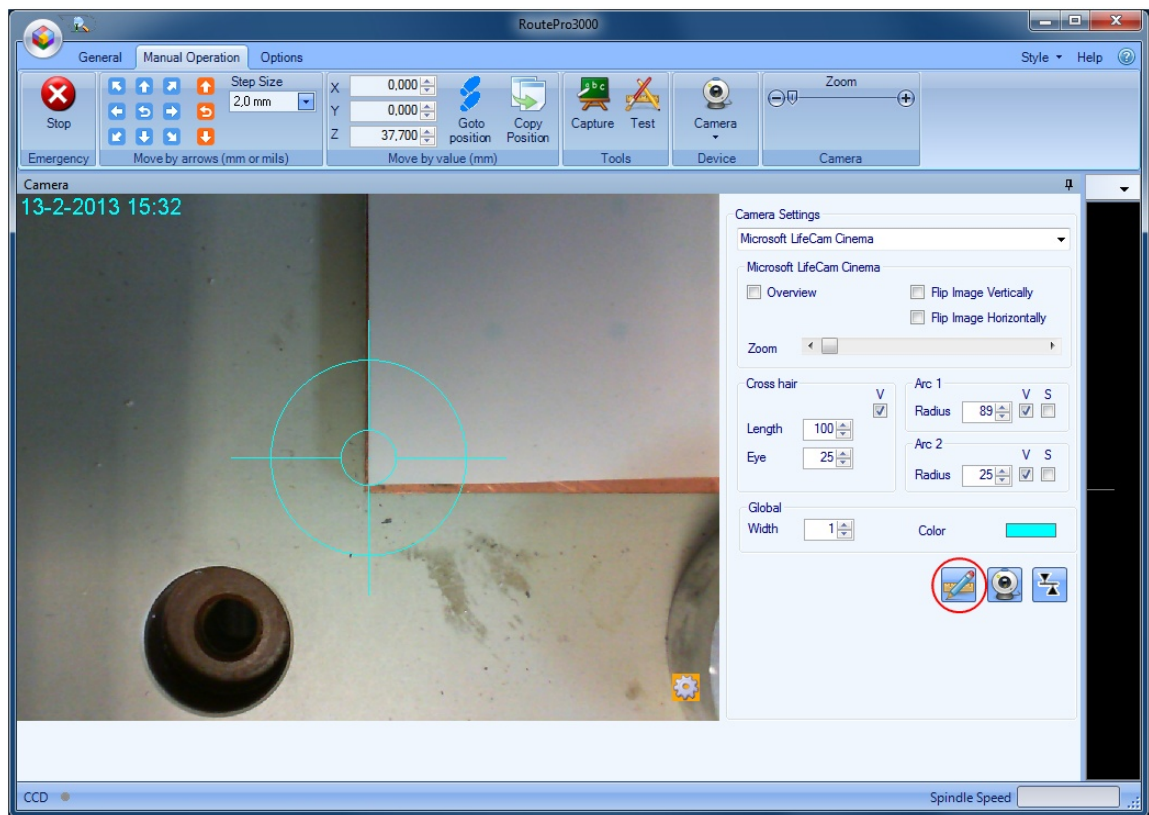 RoutePro3000
General Manual Operation Options Style Help
Stop
Emergency
Step Size
2,0 mm
Move by arrows (mm or mils)
X 0,000
Y 0,000
Z 37,700
Goto position
Copy Position
Move by value (mm)
abc
Capture
Test
Tools
Camera
Device
Zoom
Camera
Camera
13-2-2013 15:32
Camera Settings
Microsoft LifeCam Cinema
Microsoft LifeCam Cinema
Overview
Flip Image Vertically
Flip Image Horizontally
Zoom
Cross hair
V
Length 100
Eye 25
Arc 1
V S
Radius 89
Arc 2
V S
Radius 25
Global
Width 1
Color
CCD
Spindle Speed